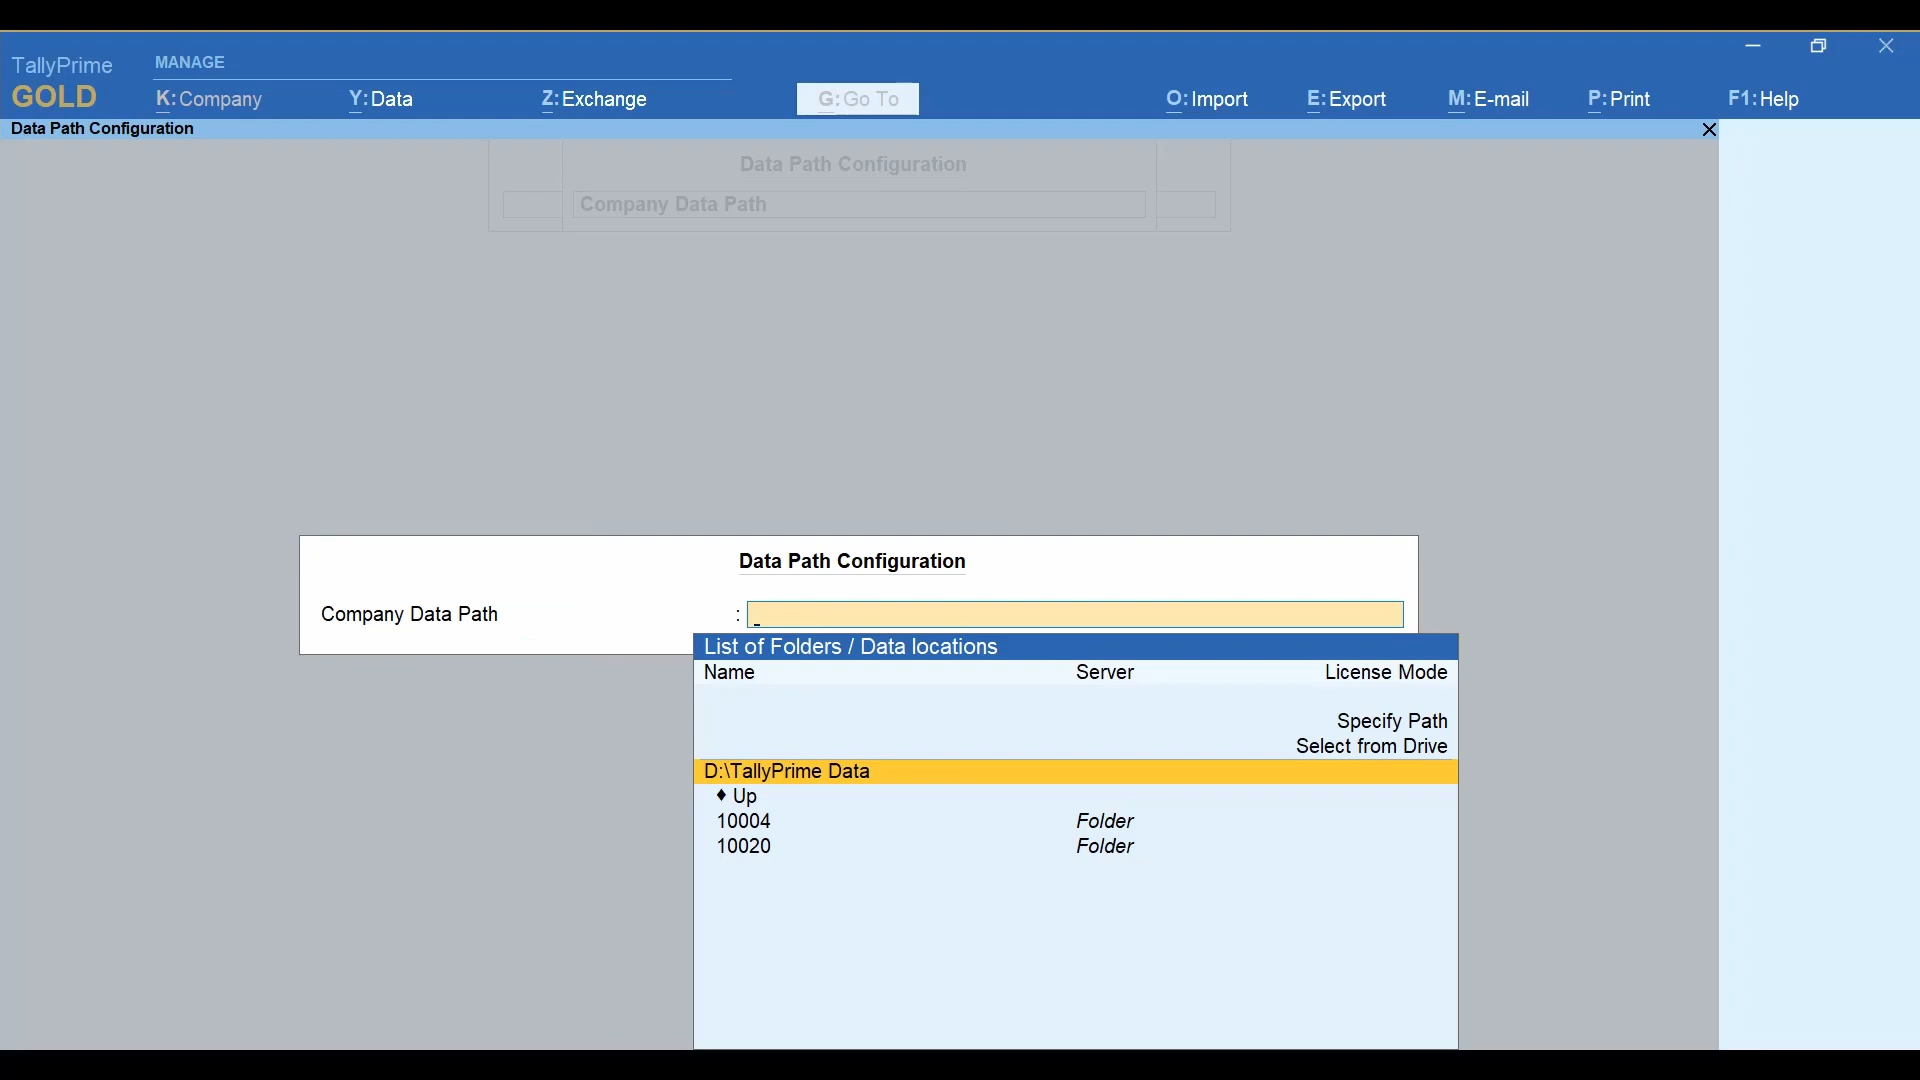 TallyPrime
GOLD
MANAGE
K:Company
Y:Data
Z:Exchange
G:Go To
O:Import
E:Export
M:E-mail
P:Print
F1:Help
Data Path Configuration
Data Path Configuration
Company Data Path
Data Path Configuration
Company Data Path :
List of Folders / Data locations
Name Server License Mode
Specify Path
Select from Drive
D:\TallyPrime Data
♦ Up
10004 Folder
10020 Folder